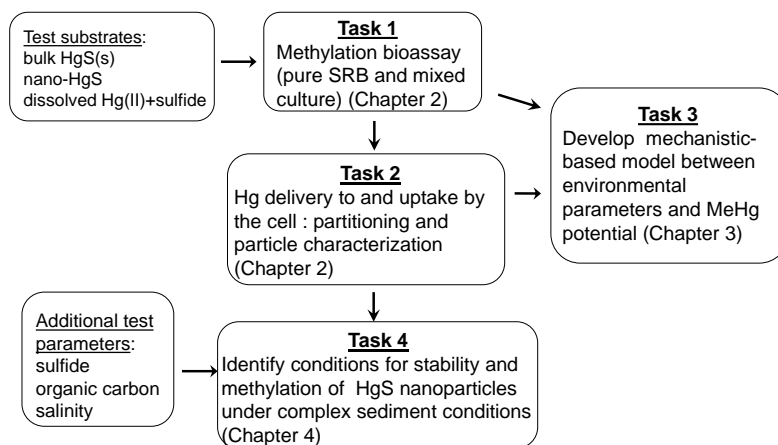 Test substrates:
bulk HgS(s)
nano-HgS
dissolved Hg(II)+sulfide
Task 1
Methylation bioassay
(pure SRB and mixed
culture) (Chapter 2)
Task 2
Hg delivery to and uptake by
the cell : partitioning and
particle characterization
(Chapter 2)
Task 3
Develop mechanistic-
based model between
environmental
parameters and MeHg
potential (Chapter 3)
Additional test
parameters:
sulfide
organic carbon
salinity
Task 4
Identify conditions for stability and
methylation of HgS nanoparticles
under complex sediment conditions
(Chapter 4)